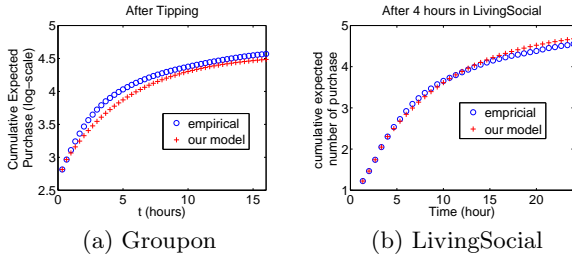 After Tipping
Cumulative Expected
Purchase (log−scale)
5
4.5
4
3.5
3
2.5
0 5 10 15
t (hours)
empirical
our model
(a) Groupon
After 4 hours in LivingSocial
cumulative expected
number of purchase
5
4
3
2
1
0 5 10 15 20
Time (hour)
emprical
our model
(b) LivingSocial